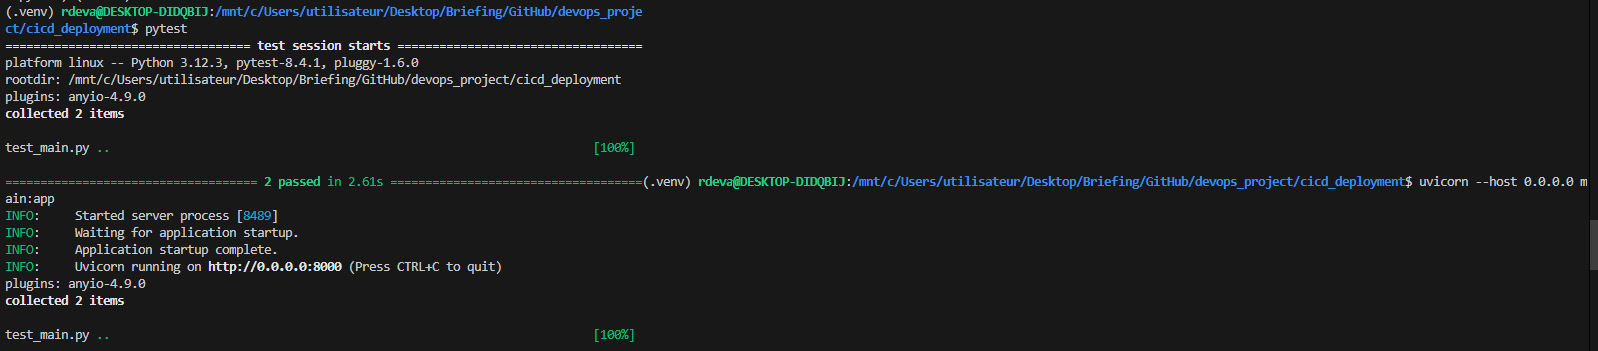 (.venv) rdeva@DESKTOP-DIDQBIJ:/mnt/c/Users/utilisateur/Desktop/Briefing/GitHub/devops_proje
ct/cicd_deployment$ pytest
================================== test session starts ==================================
platform linux -- Python 3.12.3, pytest-8.4.1, pluggy-1.6.0
rootdir: /mnt/c/Users/utilisateur/Desktop/Briefing/GitHub/devops_project/cicd_deployment
plugins: anyio-4.9.0
collected 2 items
test_main.py .. [100%]
=================================== 2 passed in 2.61s ===================================(.venv) rdeva@DESKTOP-DIDQBIJ:/mnt/c/Users/utilisateur/Desktop/Briefing/GitHub/devops_project/cicd_deployment$ uvicorn --host 0.0.0.0 m
ain:app
INFO: Started server process [8489]
INFO: Waiting for application startup.
INFO: Application startup complete.
INFO: Uvicorn running on http://0.0.0.0:8000 (Press CTRL+C to quit)
plugins: anyio-4.9.0
collected 2 items
test_main.py .. [100%]